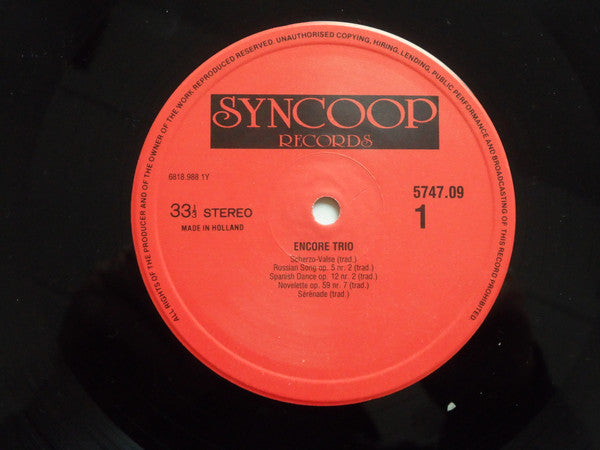 ALL RIGHTS OF THE PRODUCER AND OF THE OWNER OF THE WORK REPRODUCED RESERVED. UNAUTHORISED COPYING, HIRING, LENDING, PUBLIC PERFORMANCE AND BROADCASTING OF THIS RECORD PROHIBITED.
SYNCOOP
RECORDS
6818.988 1Y
5747.09
33⅓ STEREO
1
MADE IN HOLLAND
ENCORE TRIO
Scherzo-Valse (trad.)
Russian Song op. 5 nr. 2 (trad.)
Spanish Dance op. 12 nr. 2 (trad.)
Novelette op. 59 nr. 7 (trad.)
Sérénade (trad.)